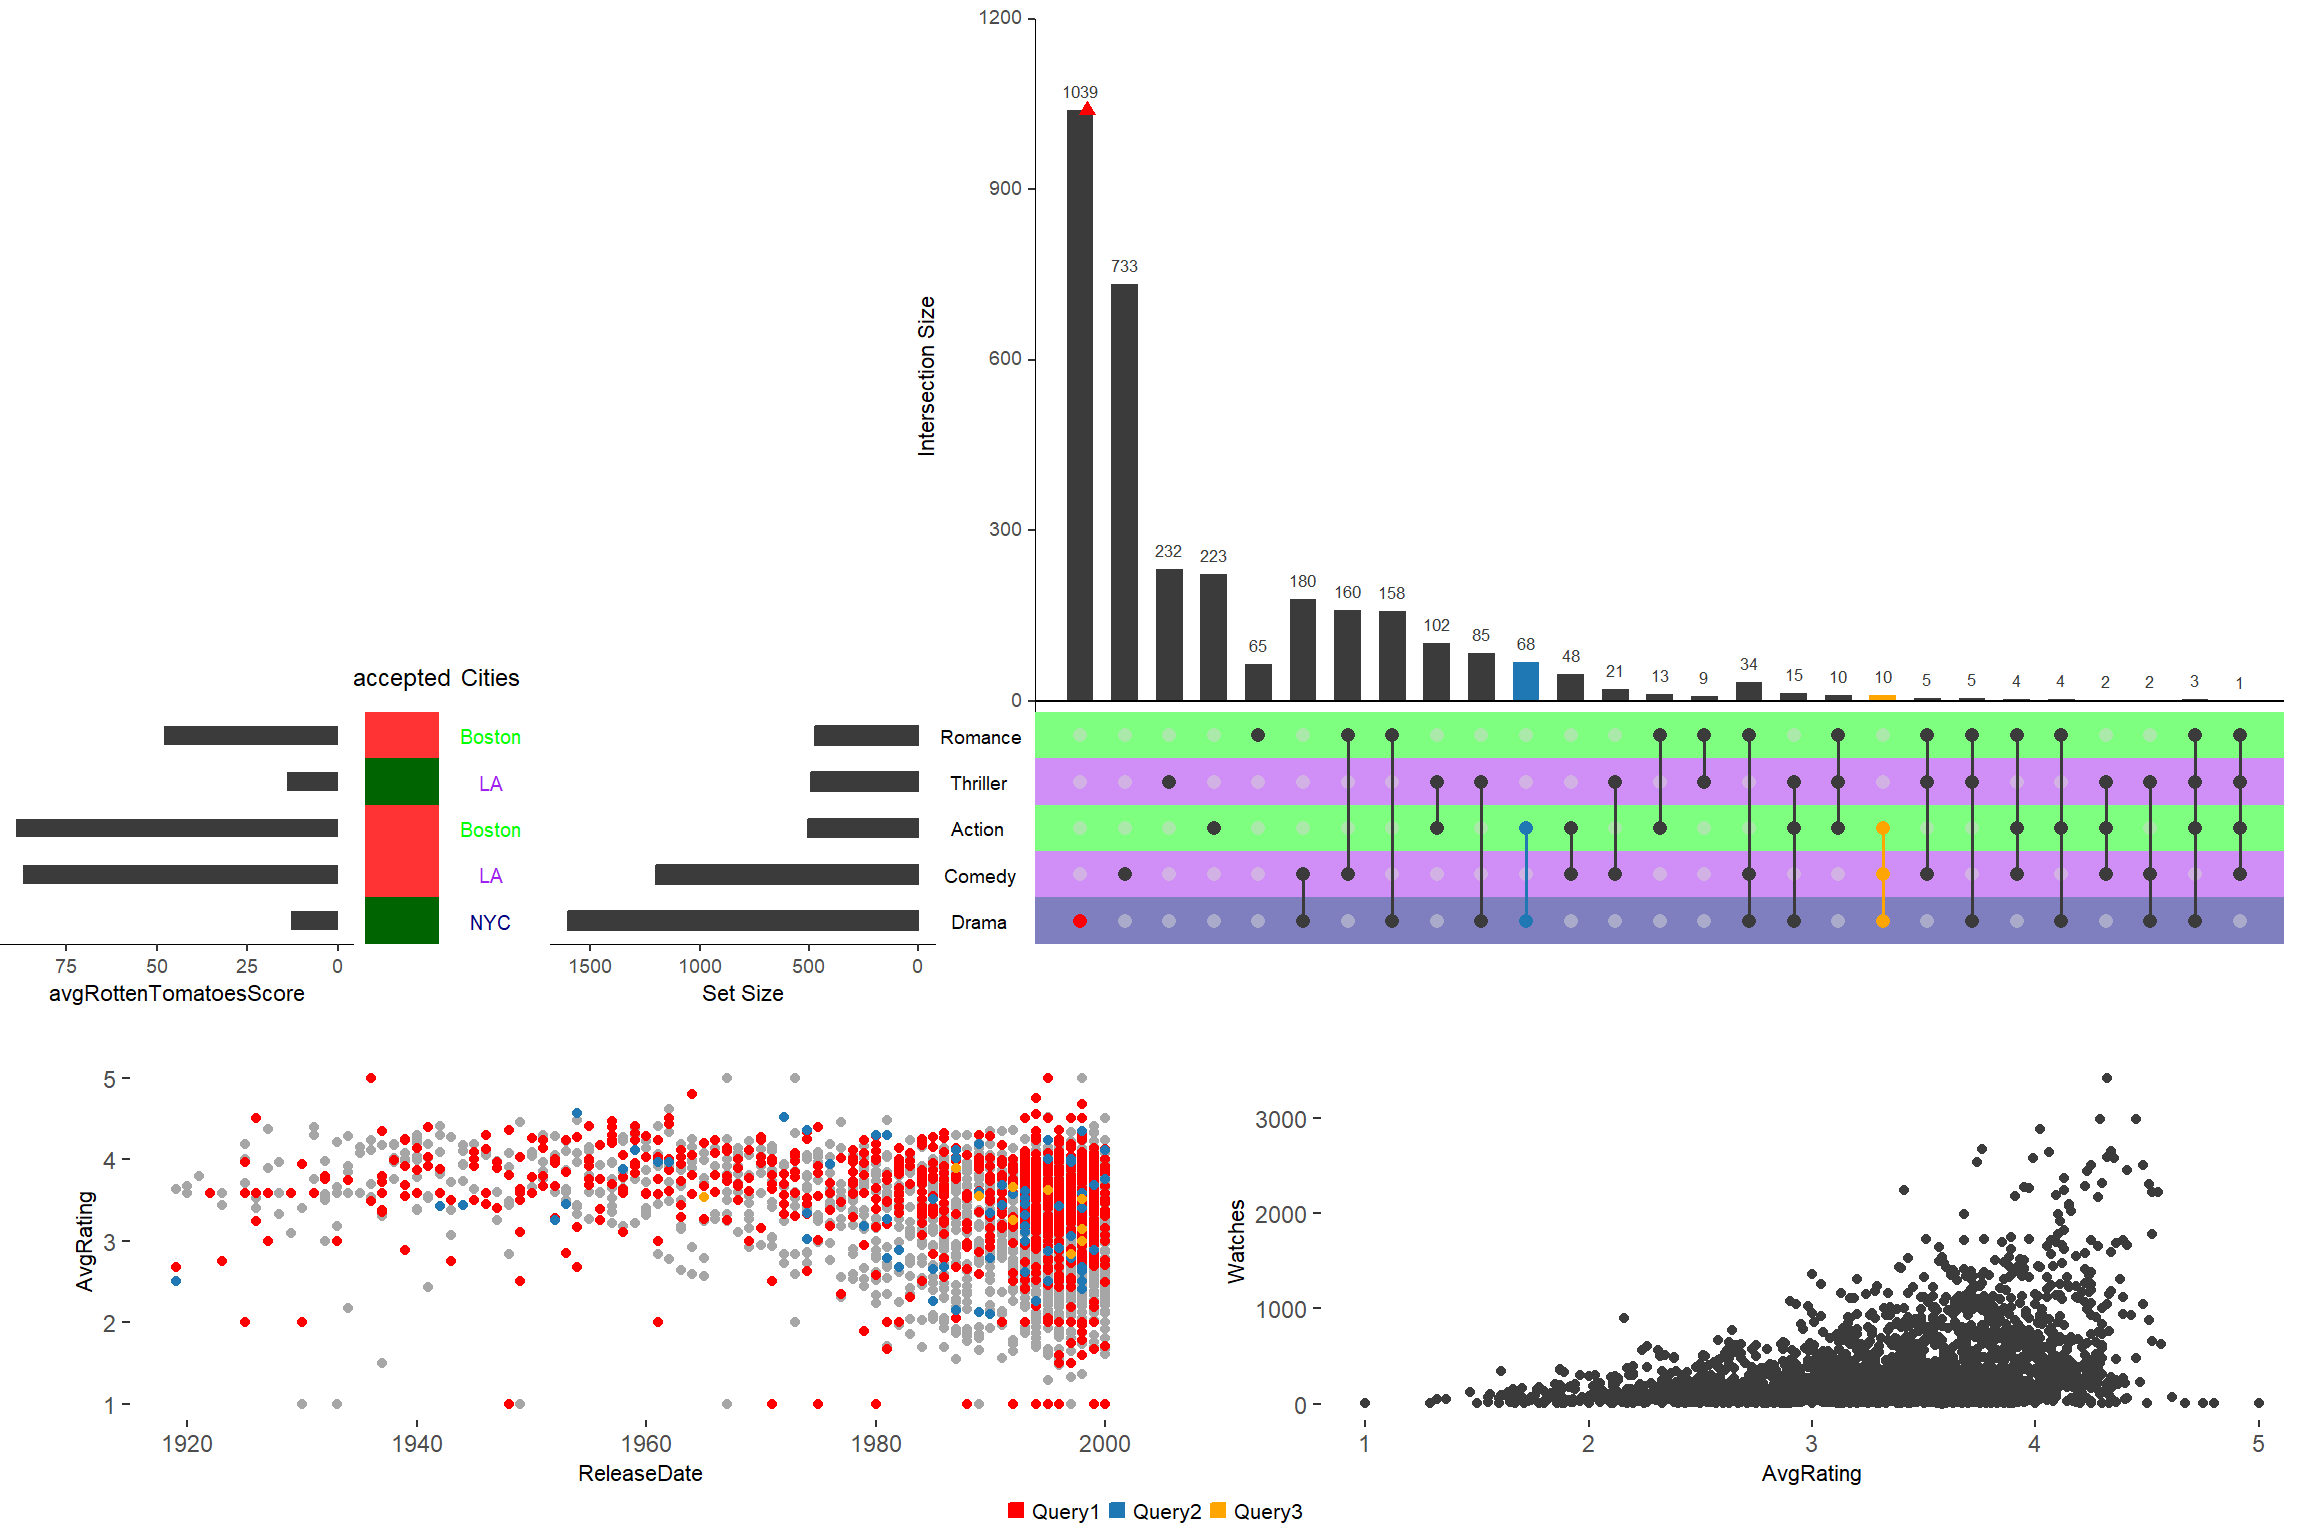 1200
1039
900
733
Intersection Size
600
300
232
223
65
180
160
158
102
85
68
48
21
13
9
34
15
10
10
5
5
4
4
2
2
3
1
0
accepted Cities
Boston
Romance
LA
Thriller
Boston
Action
LA
Comedy
NYC
Drama
75 50 25 0
avgRottenTomatoesScore
1500 1000 500 0
Set Size
5
4
3
2
1
AvgRating
1920 1940 1960 1980 2000
ReleaseDate
3000
2000
1000
0
Watches
1 2 3 4 5
AvgRating
Query1 Query2 Query3